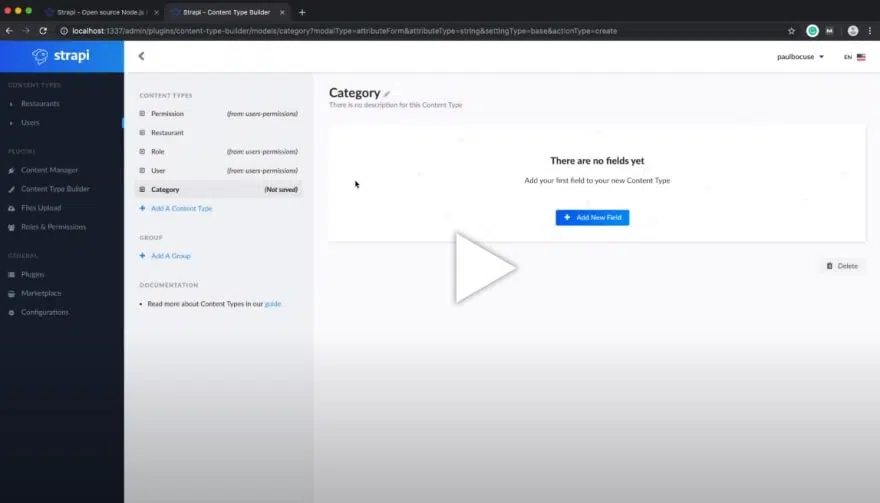 Strapi - Open source Node.js
Strapi - Content Type Builder
localhost:1337/admin/plugins/content-type-builder/models/category?modalType=attributeForm&attributeType=string&settingType=base&actionType=create
strapi
paulbocuse
EN
CONTENT TYPES
Restaurants
Users
PLUGINS
Content Manager
Content Type Builder
Files Upload
Roles & Permissions
GENERAL
Plugins
Marketplace
Configurations
CONTENT TYPES
Permission (from: users-permissions)
Restaurant
Role (from: users-permissions)
User (from: users-permissions)
Category (Not saved)
+ Add A Content Type
GROUP
+ Add A Group
DOCUMENTATION
• Read more about Content Types in our guide.
Category
There is no description for this Content Type
There are no fields yet
Add your first field to your new Content Type
+ Add New Field
Delete